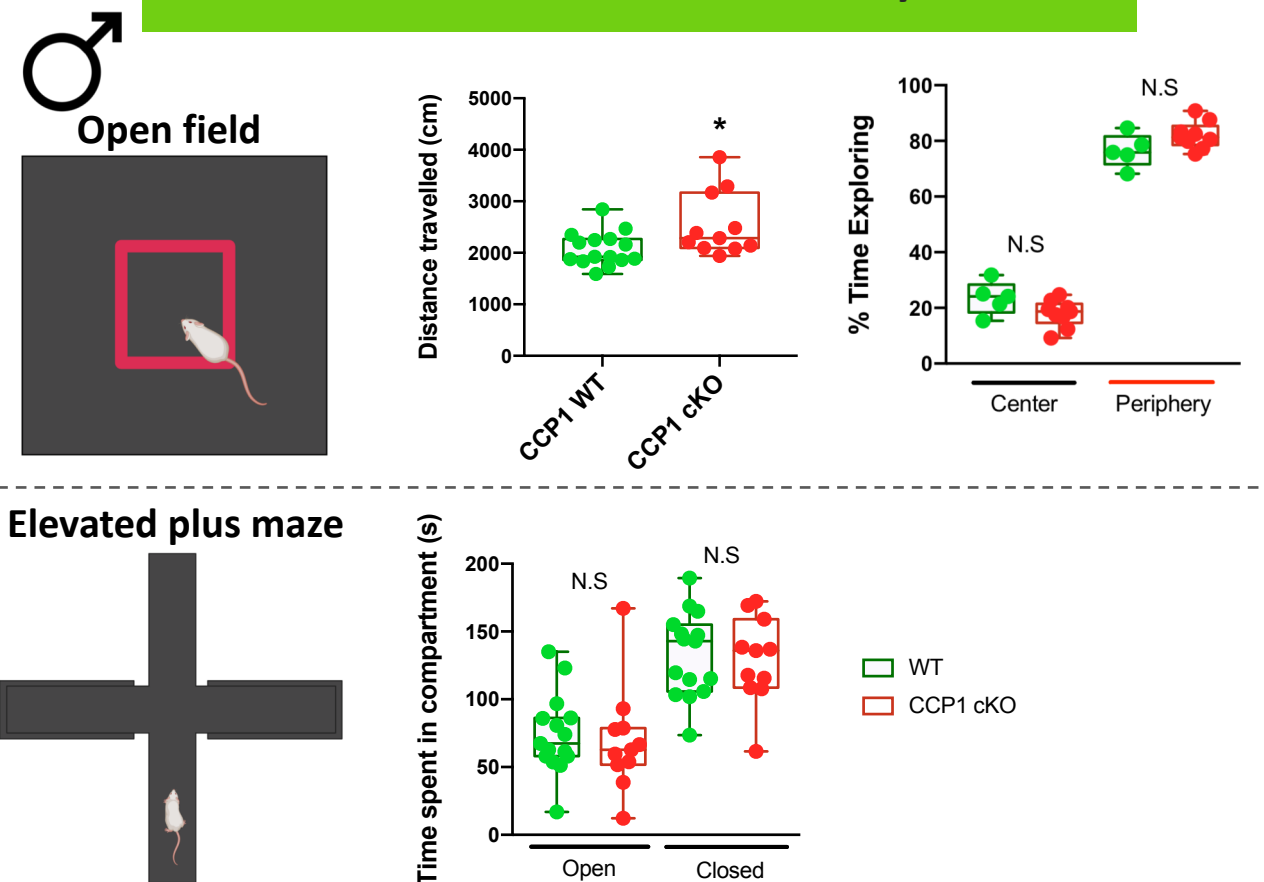 Open field
Distance travelled (cm)
5000
4000
3000
2000
1000
0
*
CCP1 WT
CCP1 cKO
% Time Exploring
100
80
60
40
20
0
N.S
N.S
Center
Periphery
Elevated plus maze
Time spent in compartment (s)
200
150
100
50
0
N.S
N.S
Open
Closed
WT
CCP1 cKO